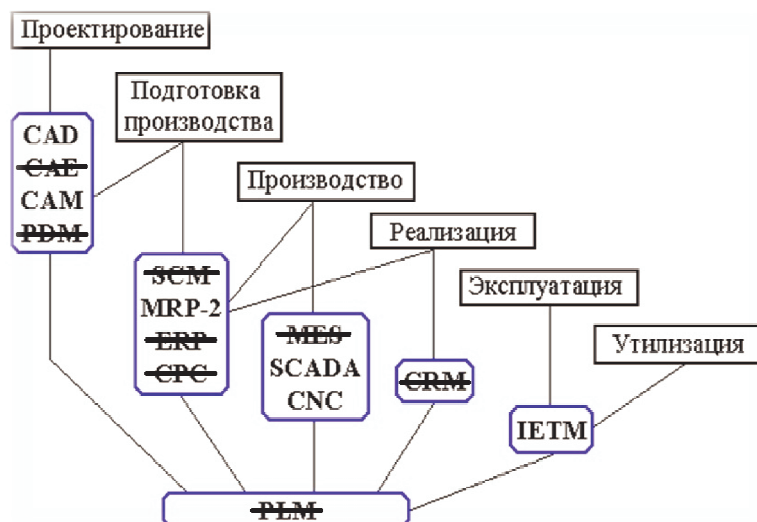 Проектирование
Подготовка
производства
CAD
CAE
CAM
PDM
Производство
Реализация
SCM
MRP-2
ERP
CPC
Эксплуатация
MES
SCADA
CNC
Утилизация
CRM
IETM
PLM